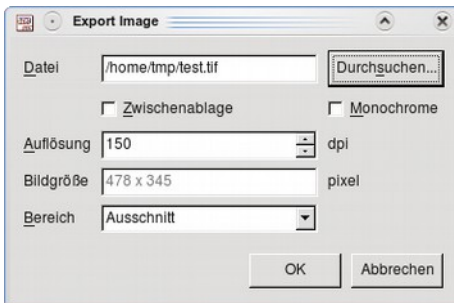 Export Image
Datei /home/tmp/test.tif Durchsuchen...
Zwischenablage Monochrome
Auflösung 150 dpi
Bildgröße 478 x 345 pixel
Bereich Ausschnitt
OK Abbrechen